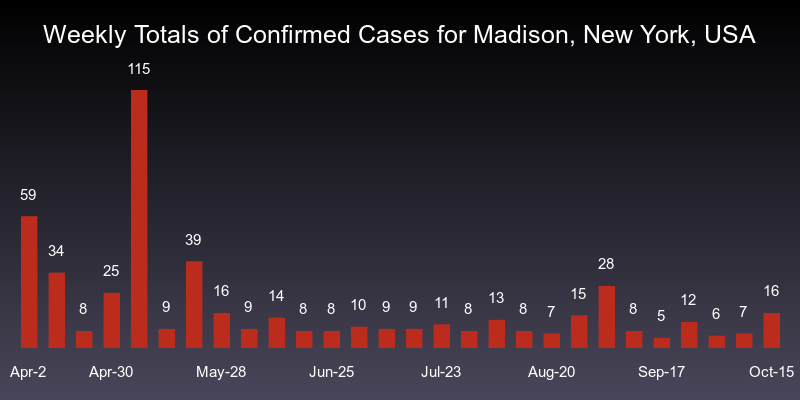 Weekly Totals of Confirmed Cases for Madison, New York, USA
59 34 8 25 115 9 39 16 9 14 8 8 10 9 9 11 8 13 8 7 15 28 8 5 12 6 7 16
Apr-2 Apr-30 May-28 Jun-25 Jul-23 Aug-20 Sep-17 Oct-15